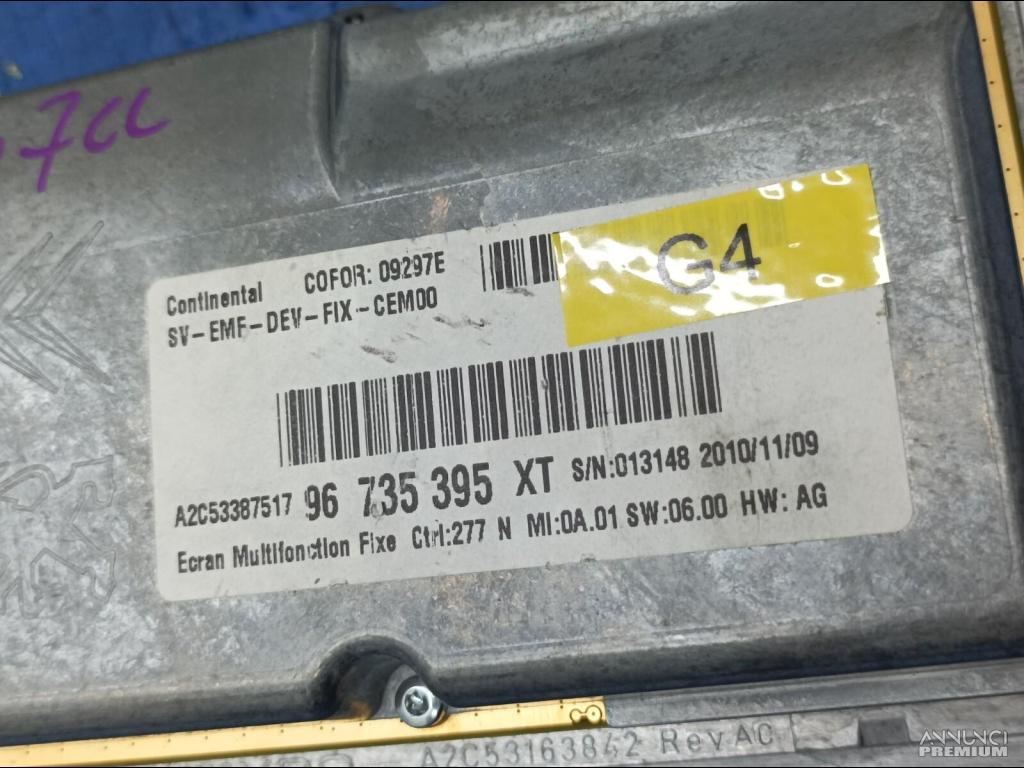 7cc
Continental COFOR: 09297E
SV-EMF-DEV-FIX-CEM00
G4
A2C53387517 96 735 395 XT S/N:013148 2010/11/09
Ecran Multifonction Fixe Ctrl:277 N MI:0A.01 SW:06.00 HW: AG
A2C53163842 Rev AC
ANNUNCI
PREMIUM